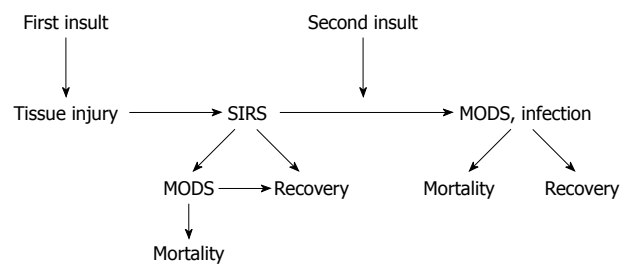 First insult
Second insult
Tissue injury
SIRS
MODS, infection
MODS
Recovery
Mortality
Recovery
Mortality